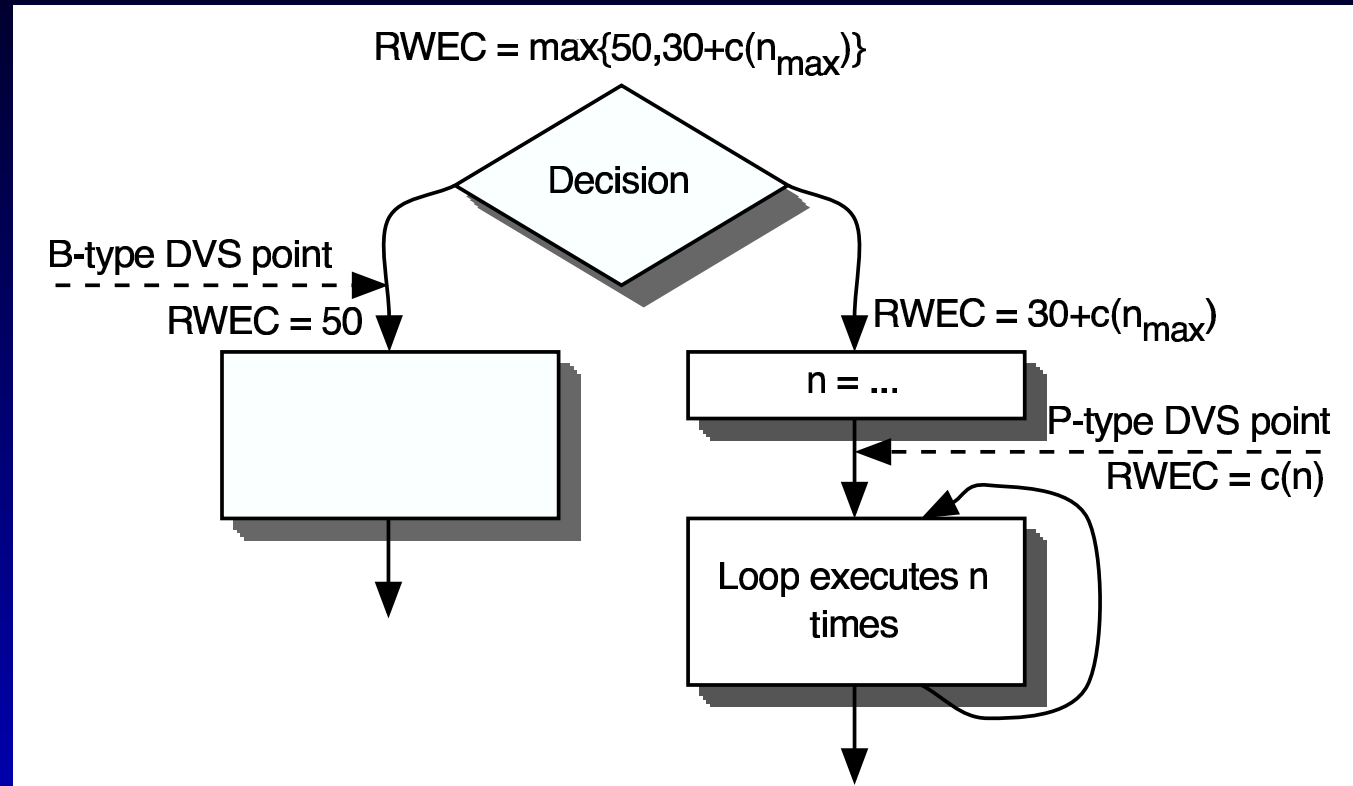 RWEC = max{50,30+c(nmax)}
Decision
B-type DVS point
RWEC = 50
RWEC = 30+c(nmax)
n = ...
P-type DVS point
RWEC = c(n)
Loop executes n
times